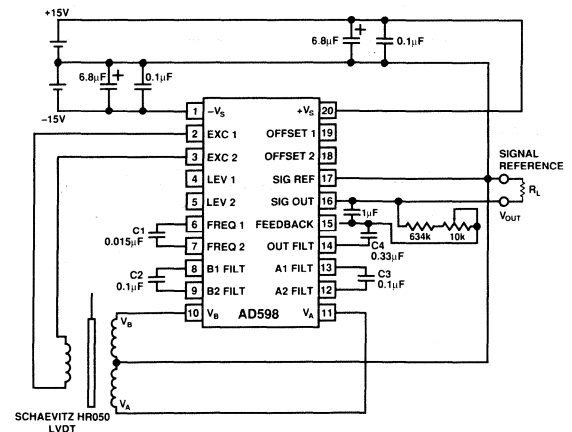 +15V
6.8µF
+
0.1µF
6.8µF
+
0.1µF
−15V
1 −VS +VS 20
2 EXC 1 OFFSET 1 19
3 EXC 2 OFFSET 2 18
4 LEV 1 SIG REF 17
5 LEV 2 SIG OUT 16
6 FREQ 1 FEEDBACK 15
7 FREQ 2 OUT FILT 14
8 B1 FILT A1 FILT 13
9 B2 FILT A2 FILT 12
10 VB AD598 VA 11
SIGNAL
REFERENCE
RL
VOUT
1µF
634k
10k
C4
0.33µF
C1
0.015µF
C2
0.1µF
C3
0.1µF
VB
VA
SCHAEVITZ HR050
LVDT